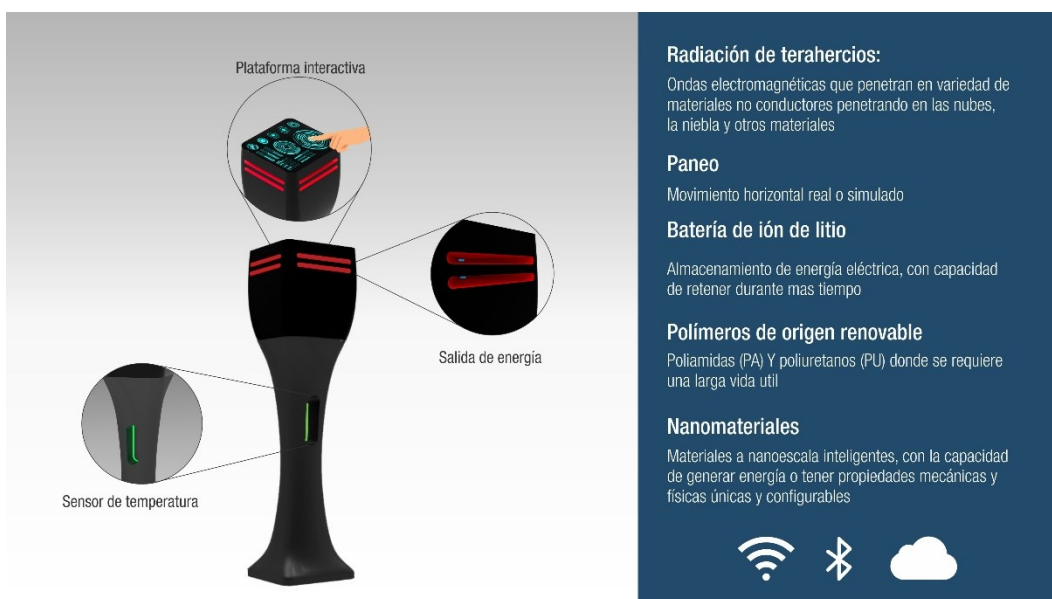 Plataforma interactiva
Salida de energía
Sensor de temperatura
Radiación de terahercios:
Ondas electromagnéticas que penetran en variedad de
materiales no conductores penetrando en las nubes,
la niebla y otros materiales
Paneo
Movimiento horizontal real o simulado
Batería de ión de litio
Almacenamiento de energía eléctrica, con capacidad
de retener durante mas tiempo
Polímeros de origen renovable
Poliamidas (PA) Y poliuretanos (PU) donde se requiere
una larga vida util
Nanomateriales
Materiales a nanoescala inteligentes, con la capacidad
de generar energía o tener propiedades mecánicas y
físicas únicas y configurables